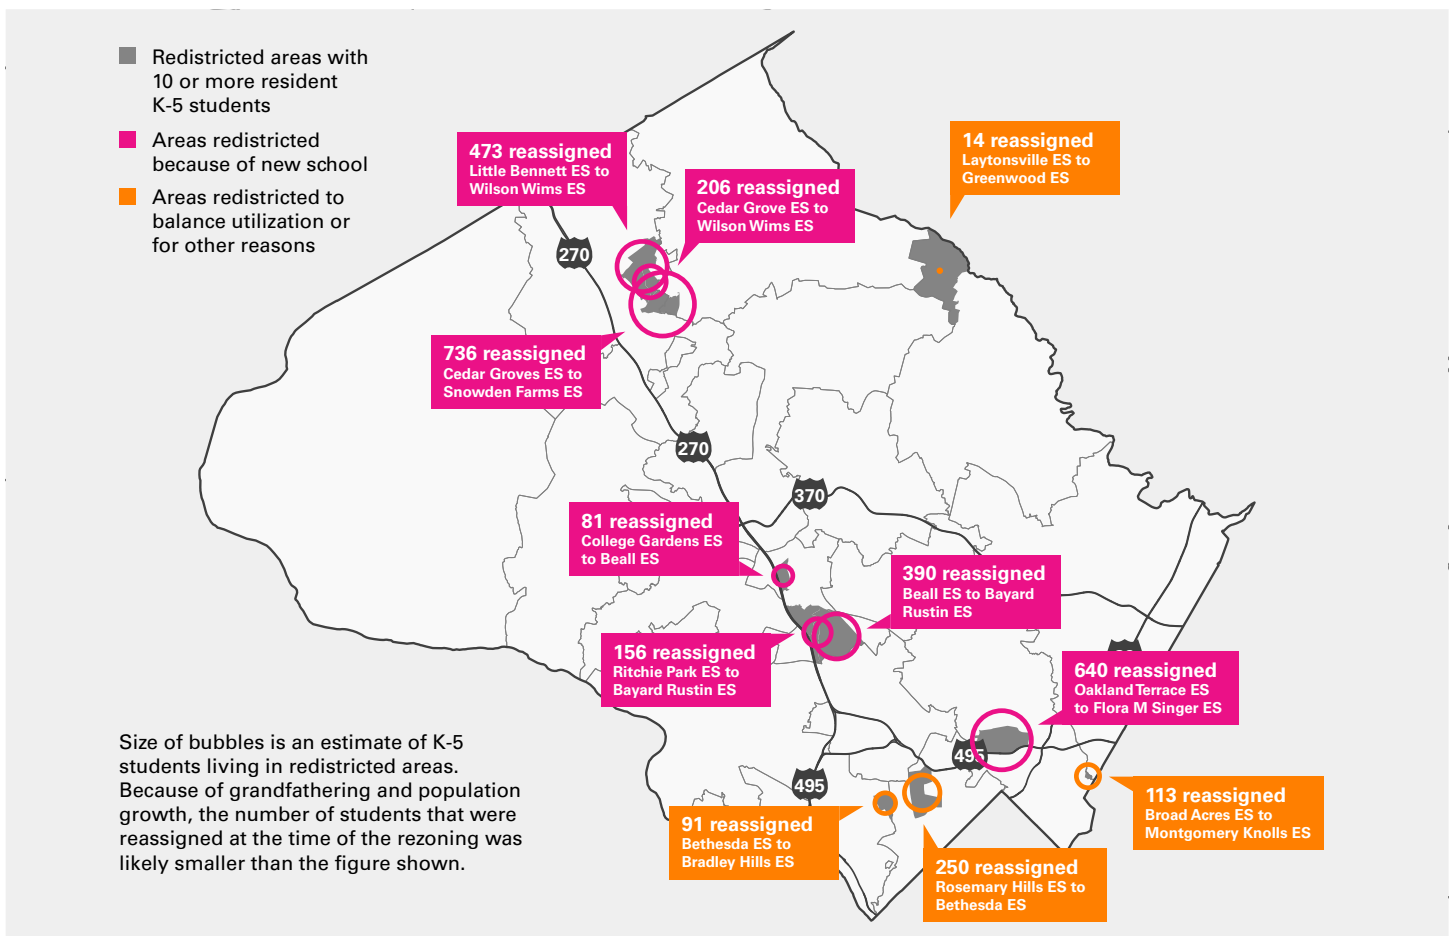 Redistricted areas with
10 or more resident
K-5 students
Areas redistricted
because of new school
Areas redistricted to
balance utilization or
for other reasons
473 reassigned
Little Bennett ES to
Wilson Wims ES
206 reassigned
Cedar Grove ES to
Wilson Wims ES
14 reassigned
Laytonsville ES to
Greenwood ES
270
736 reassigned
Cedar Groves ES to
Snowden Farms ES
270
370
81 reassigned
College Gardens ES
to Beall ES
390 reassigned
Beall ES to Bayard
Rustin ES
156 reassigned
Ritchie Park ES to
Bayard Rustin ES
640 reassigned
Oakland Terrace ES
to Flora M Singer ES
495
495
113 reassigned
Broad Acres ES to
Montgomery Knolls ES
91 reassigned
Bethesda ES to
Bradley Hills ES
250 reassigned
Rosemary Hills ES to
Bethesda ES
Size of bubbles is an estimate of K-5
students living in redistricted areas.
Because of grandfathering and population
growth, the number of students that were
reassigned at the time of the rezoning was
likely smaller than the figure shown.